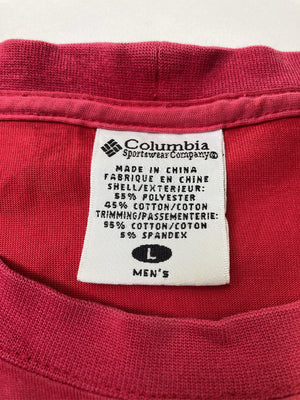 Columbia
Sportswear Company®
MADE IN CHINA
FABRIQUE EN CHINE
SHELL/EXTERIEUR:
55% POLYESTER
45% COTTON/COTON
TRIMMING/PASSEMENTERIE:
95% COTTON/COTON
5% SPANDEX
L
MEN'S